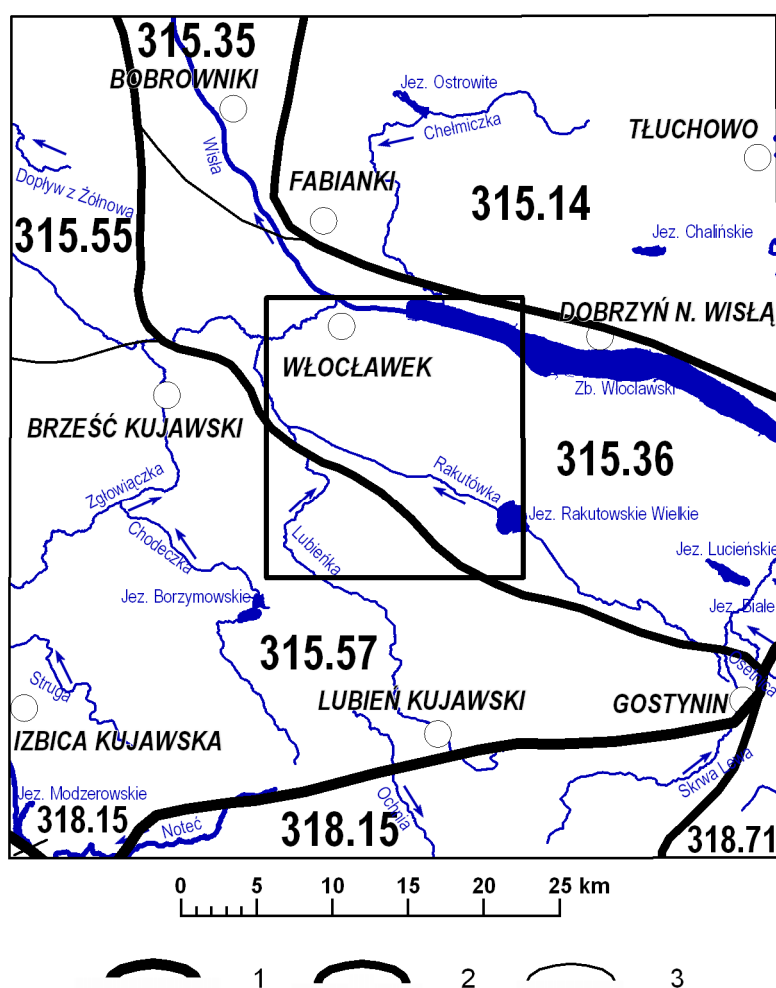 315.35
BOBROWNIKI
Jez. Ostrowite
Chełmiczka
TŁUCHOWO
Wisła
Dopływ z Żółnowa
FABIANKI
315.14
315.55
Jez. Chalińskie
DOBRZYŃ N. WISŁĄ
WŁOCŁAWEK
Zb. Włocławski
BRZEŚĆ KUJAWSKI
315.36
Rakutówka
Zgłowiączka
Jez. Rakutowskie Wielkie
Chodeczka
Lubieńka
Jez. Lucieńskie
Jez. Borzymowskie
Jez. Białe
315.57
Osetnica
Struga
LUBIEŃ KUJAWSKI
GOSTYNIN
IZBICA KUJAWSKA
Skrwa Lewa
Jez. Modzerowskie
318.15
Noteć
318.15
Ochnia
318.71
0 5 10 15 20 25 km
1 2 3